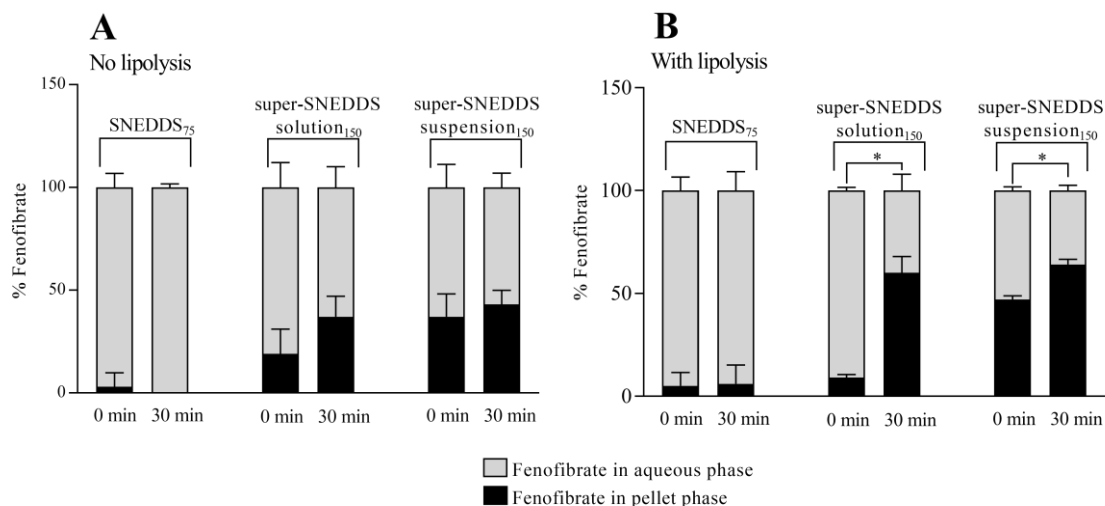 A
No lipolysis
% Fenofibrate
150
100
50
0
SNEDDS₇₅
super-SNEDDS
solution₁₅₀
super-SNEDDS
suspension₁₅₀
0 min 30 min
0 min 30 min
0 min 30 min
B
With lipolysis
% Fenofibrate
150
100
50
0
SNEDDS₇₅
super-SNEDDS
solution₁₅₀
*
super-SNEDDS
suspension₁₅₀
*
0 min 30 min
0 min 30 min
0 min 30 min
Fenofibrate in aqueous phase
Fenofibrate in pellet phase